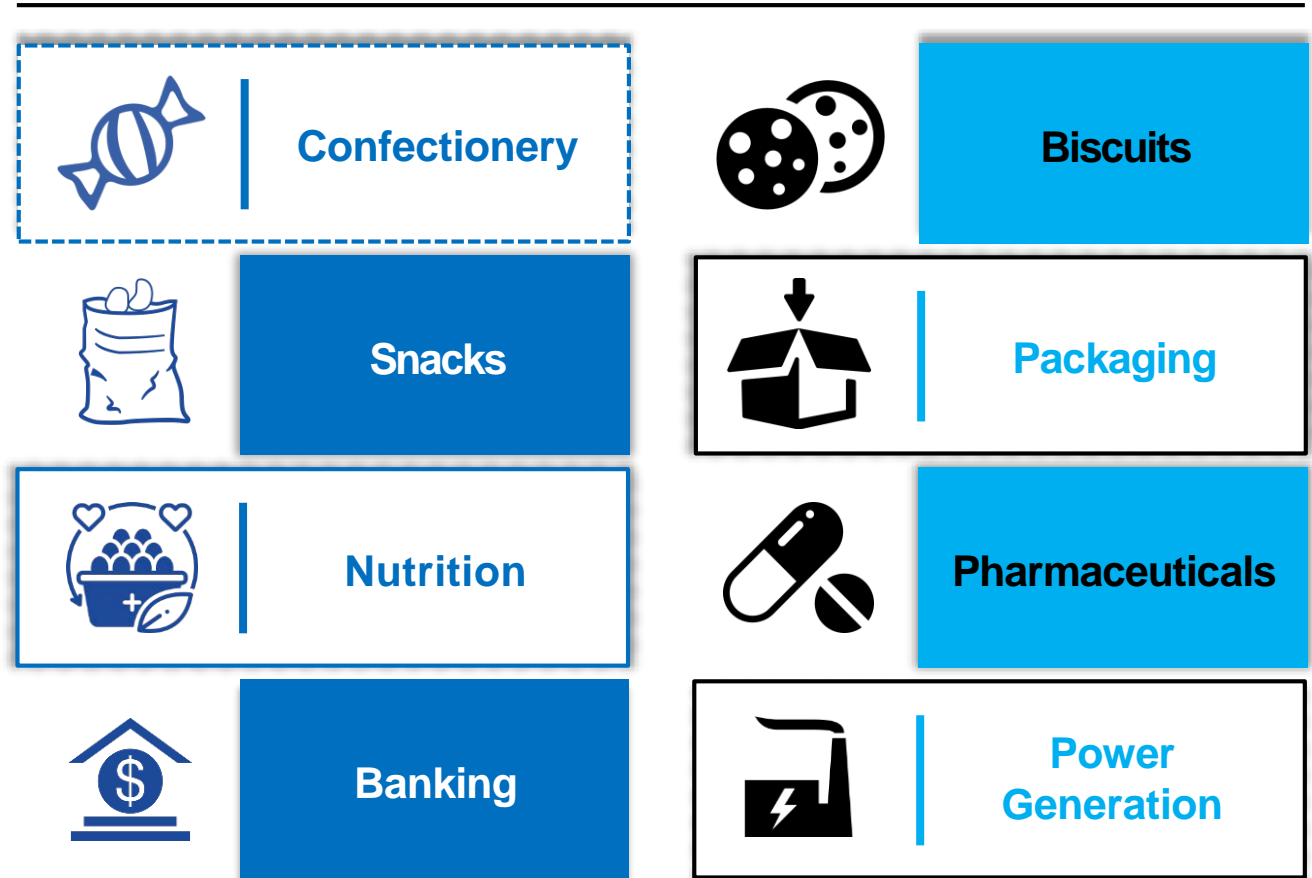 Confectionery
Biscuits
Snacks
Packaging
Nutrition
Pharmaceuticals
$
Banking
Power
Generation